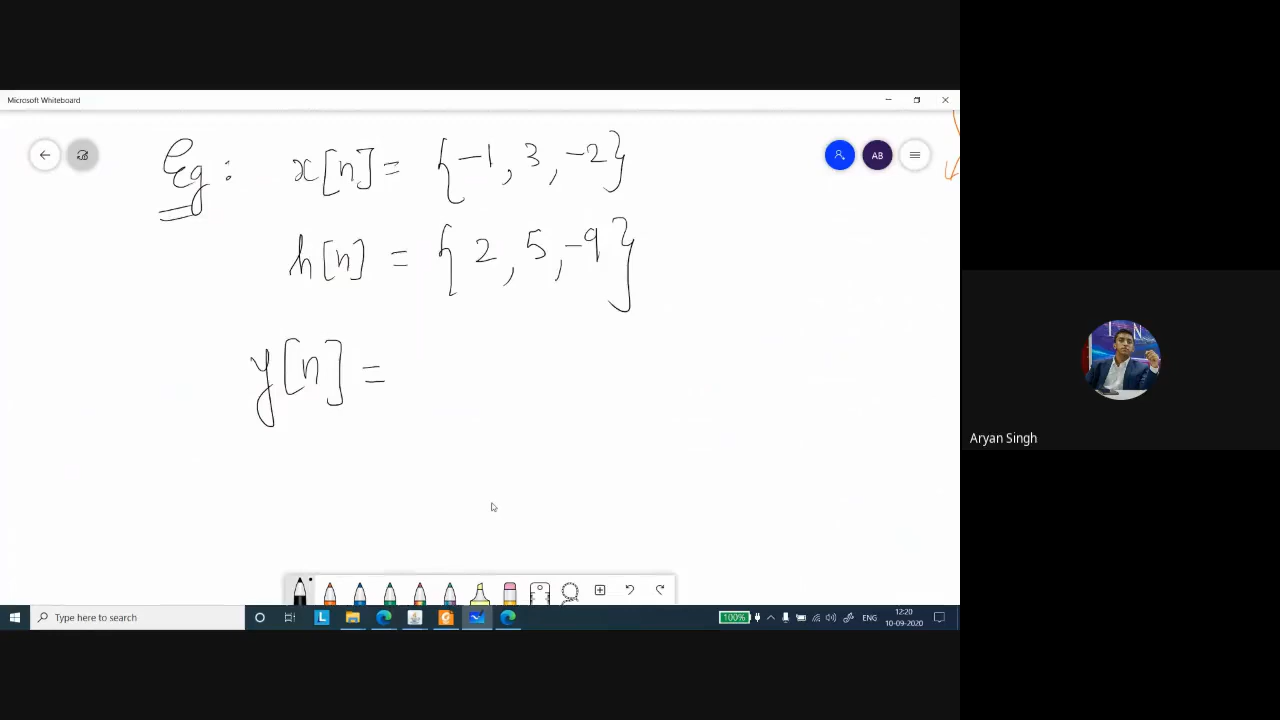 Microsoft Whiteboard
Eg : x[n] = {-1, 3, -2}
h[n] = {2, 5, -9}
y[n] =
AB
Aryan Singh
Type here to search
100%
ENG
12:20
10-09-2020